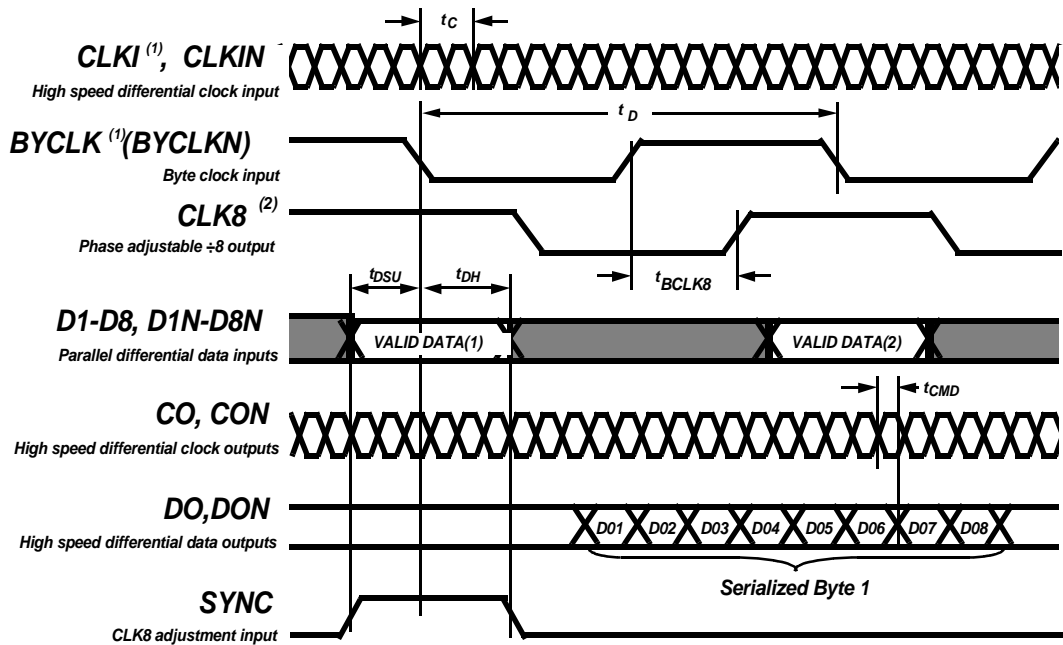 t_C
CLKI (1), CLKIN
High speed differential clock input
t_D
BYCLK (1)(BYCLKN)
Byte clock input
CLK8 (2)
Phase adjustable ÷8 output
t_BCLK8
t_DSU t_DH
D1-D8, D1N-D8N
Parallel differential data inputs
VALID DATA(1) VALID DATA(2)
t_CMD
CO, CON
High speed differential clock outputs
DO,DON
High speed differential data outputs
D01 D02 D03 D04 D05 D06 D07 D08
Serialized Byte 1
SYNC
CLK8 adjustment input